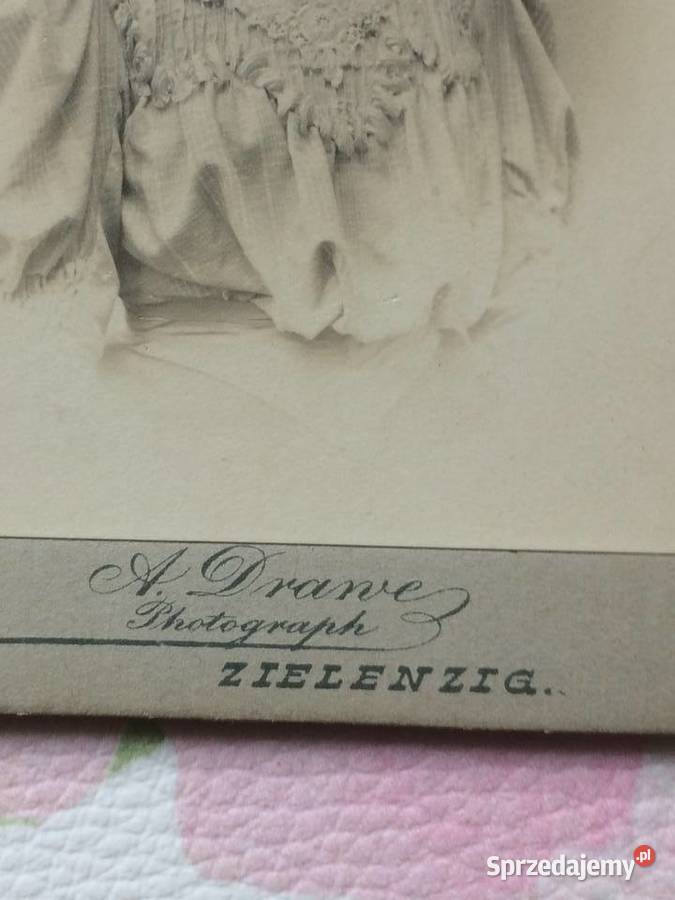 A. Drawe
Photograph
ZIELENZIG.
Sprzedajemy.pl